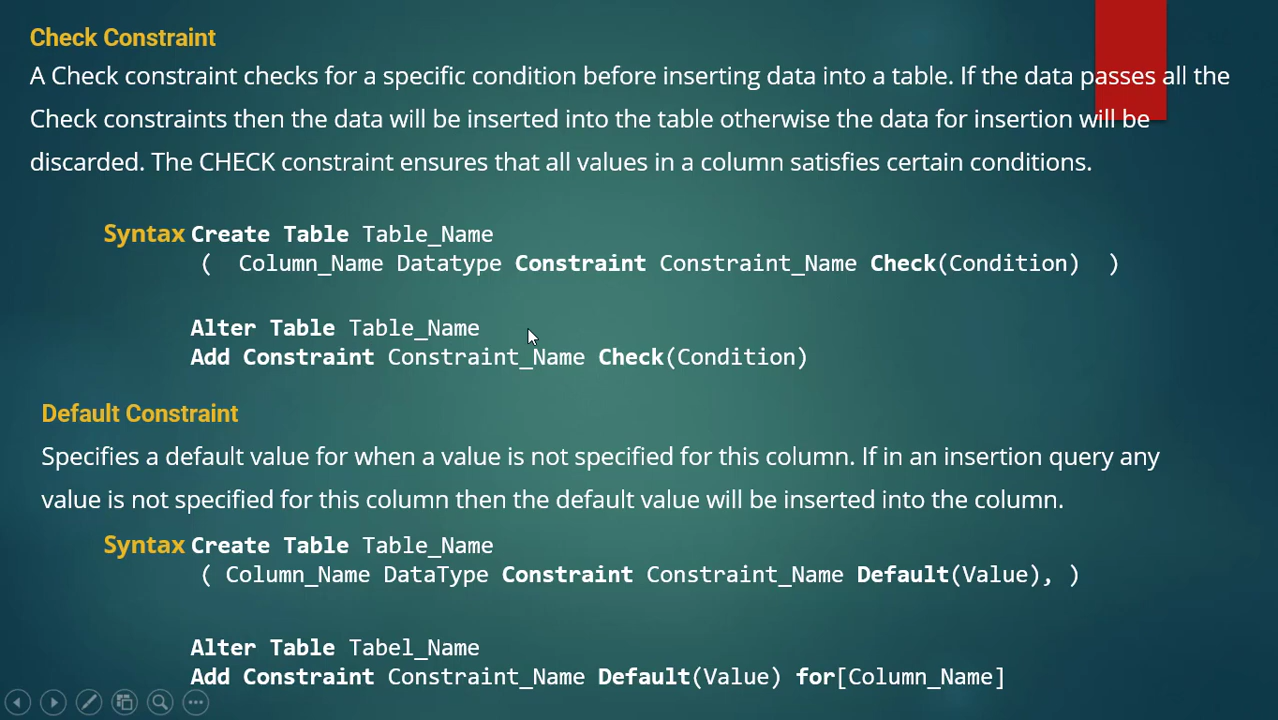 Check Constraint
A Check constraint checks for a specific condition before inserting data into a table. If the data passes all the
Check constraints then the data will be inserted into the table otherwise the data for insertion will be
discarded. The CHECK constraint ensures that all values in a column satisfies certain conditions.
Syntax Create Table Table_Name
( Column_Name Datatype Constraint Constraint_Name Check(Condition) )
Alter Table Table_Name
Add Constraint Constraint_Name Check(Condition)
Default Constraint
Specifies a default value for when a value is not specified for this column. If in an insertion query any
value is not specified for this column then the default value will be inserted into the column.
Syntax Create Table Table_Name
( Column_Name DataType Constraint Constraint_Name Default(Value), )
Alter Table Tabel_Name
Add Constraint Constraint_Name Default(Value) for[Column_Name]